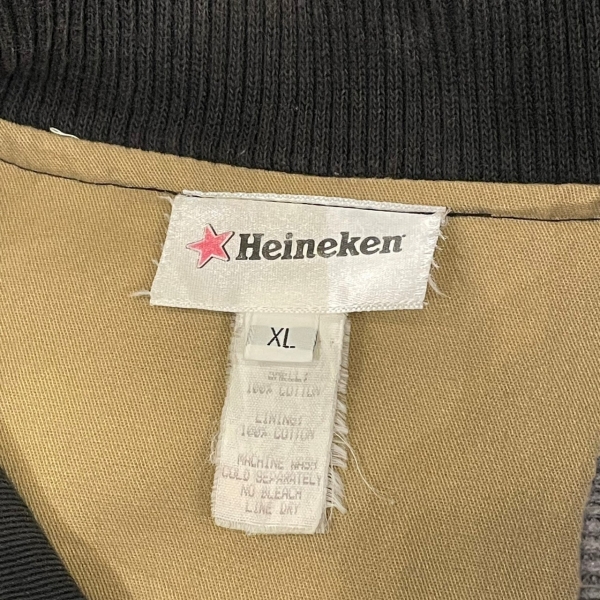 Heineken
XL
SHELL:
100% COTTON
LINING:
100% COTTON
MACHINE WASH
COLD SEPARATELY
NO BLEACH
LINE DRY